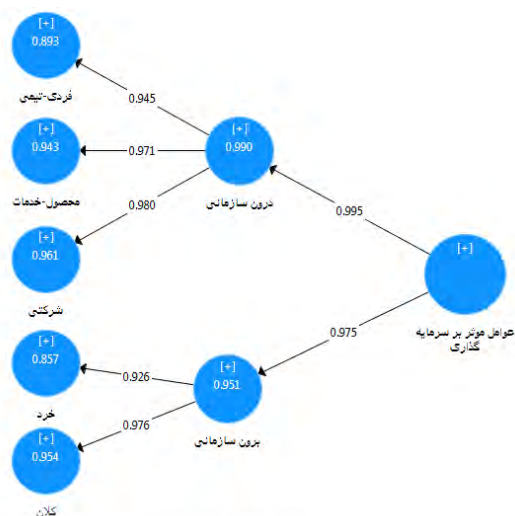 [+]
0.893
فردی-تیمی
0.945
[+]
0.943
محصول-خدمات
0.971
[+]
0.990
درون سازمانی
0.980
[+]
0.961
شرکتی
0.995
[+]
عوامل موثر بر سرمایه
گذاری
0.975
[+]
0.857
خرد
0.926
[+]
0.951
برون سازمانی
0.976
[+]
0.954
کلان